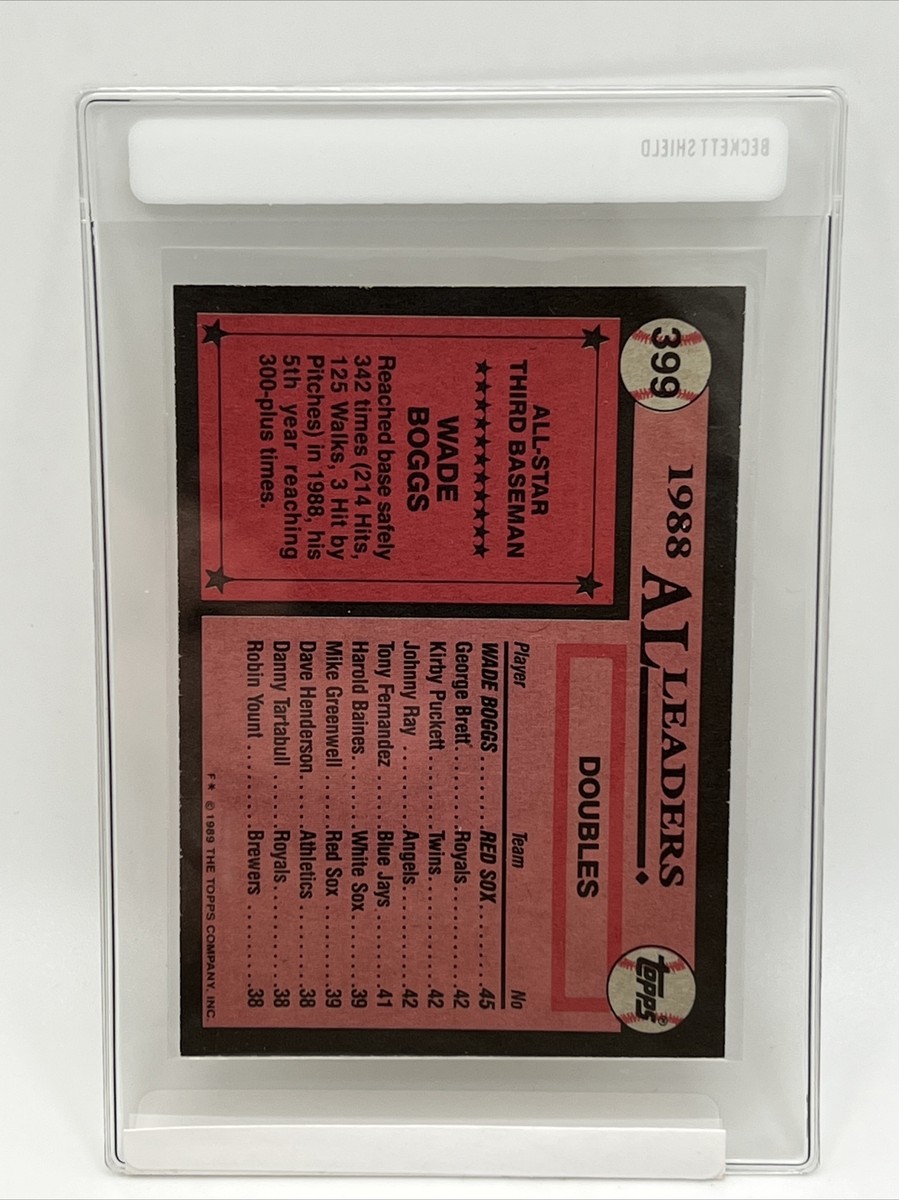 BECKETT SHIELD
399
1988 AL LEADERS
topps®
ALL-STAR
THIRD BASEMAN
WADE
BOGGS
Reached base safely
342 times (214 Hits,
125 Walks, 3 Hit by
Pitches) in 1988, his
5th year reaching
300-plus times.
DOUBLES
Player Team No
WADE BOGGS.......RED SOX.......45
George Brett.......Royals.......42
Kirby Puckett.......Twins.......42
Johnny Ray.......Angels.......42
Tony Fernandez.......Blue Jays.......41
Harold Baines.......White Sox.......39
Mike Greenwell.......Red Sox.......39
Dave Henderson.......Athletics.......38
Danny Tartabull.......Royals.......38
Robin Yount.......Brewers.......38
F* © 1989 THE TOPPS COMPANY, INC.